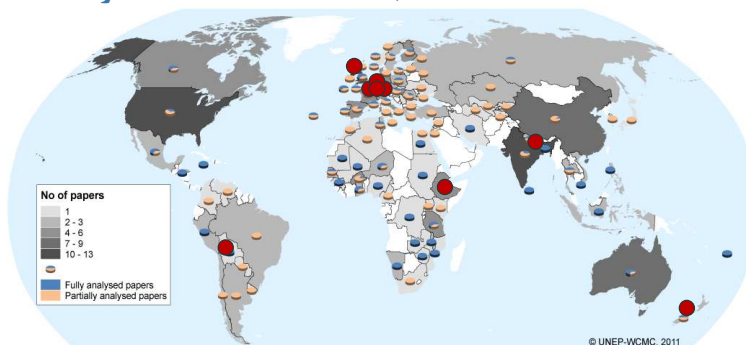 No of papers
1
2 - 3
4 - 6
7 - 9
10 - 13
Fully analysed papers
Partially analysed papers
© UNEP-WCMC, 2011